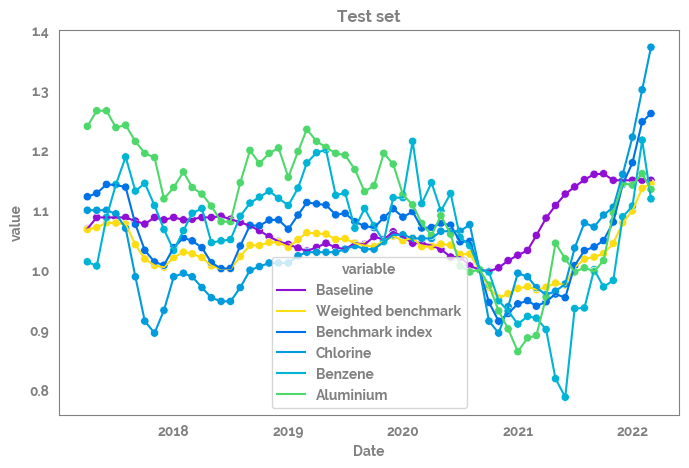 Test set
1.4
1.3
1.2
1.1
1.0
0.9
0.8
value
variable
Baseline
Weighted benchmark
Benchmark index
Chlorine
Benzene
Aluminium
2018
2019
2020
2021
2022
Date